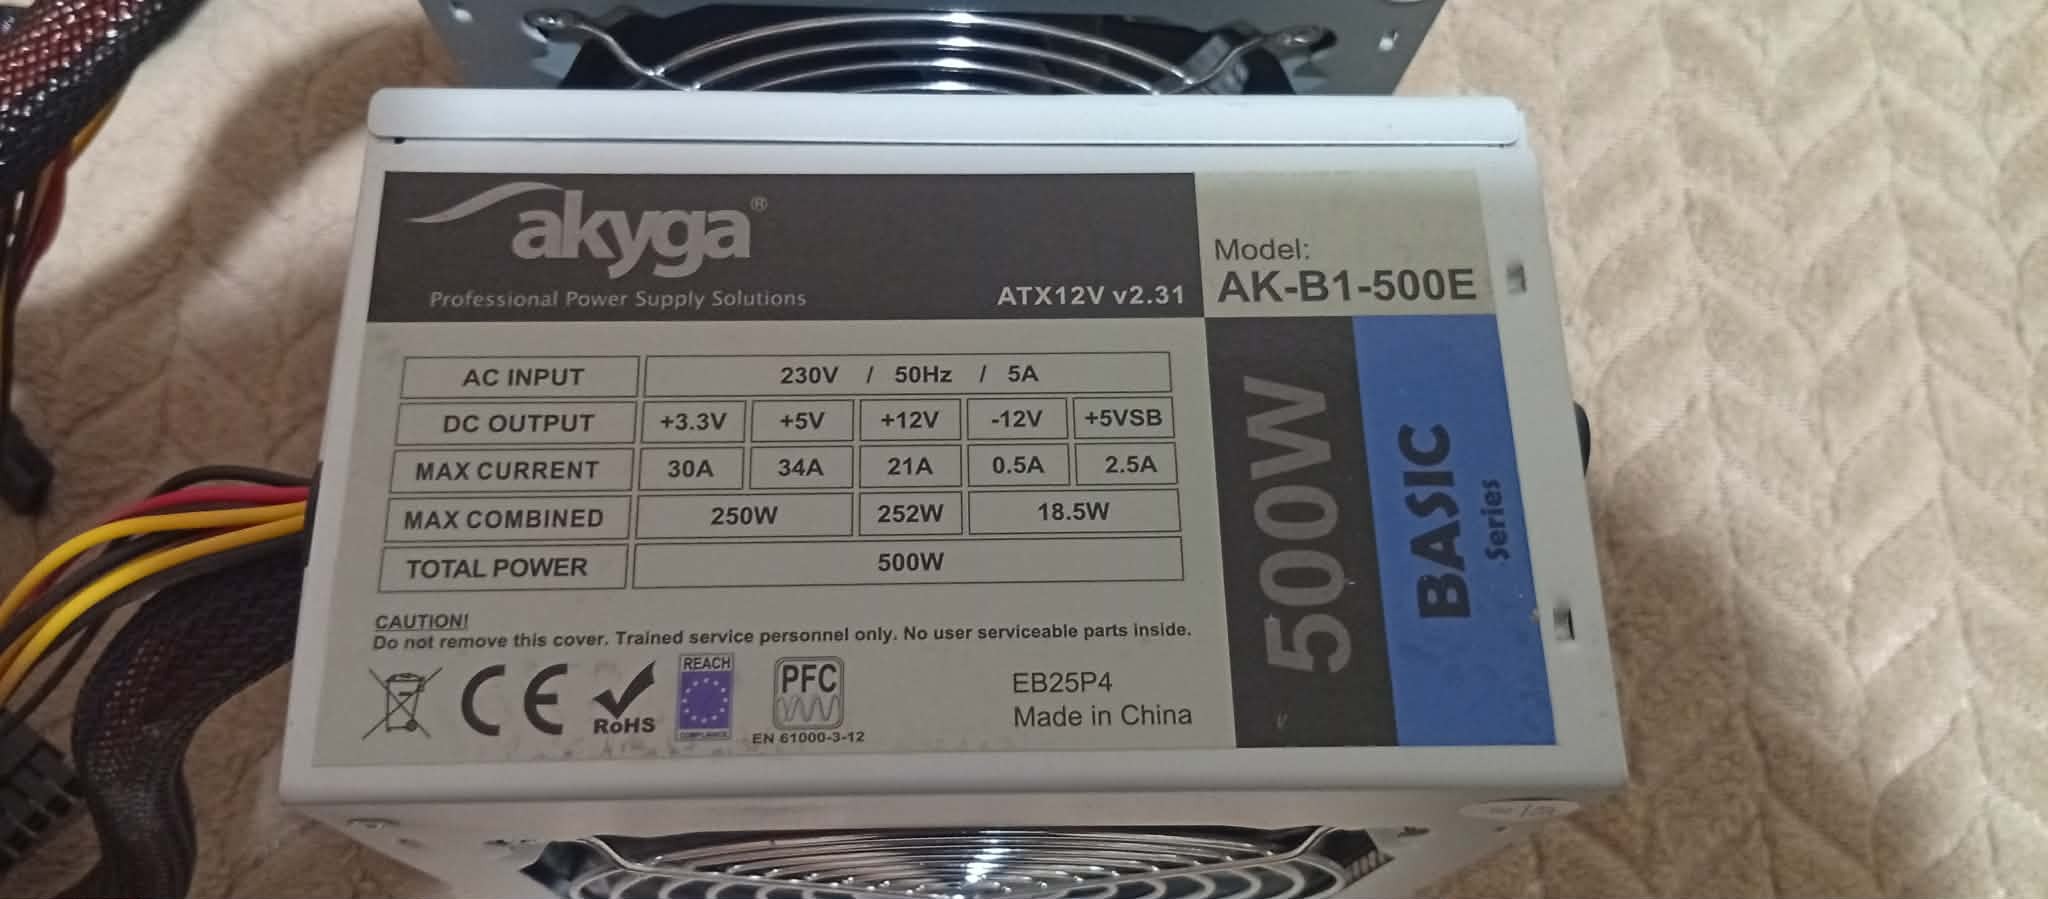 akyga®
Professional Power Supply Solutions
ATX12V v2.31
Model:
AK-B1-500E
AC INPUT 230V / 50Hz / 5A
DC OUTPUT +3.3V +5V +12V -12V +5VSB
MAX CURRENT 30A 34A 21A 0.5A 2.5A
MAX COMBINED 250W 252W 18.5W
TOTAL POWER 500W
500W
BASIC
Series
CAUTION!
Do not remove this cover. Trained service personnel only. No user serviceable parts inside.
CE
RoHS
REACH
COMPLIANCE
PFC
EN 61000-3-12
EB25P4
Made in China